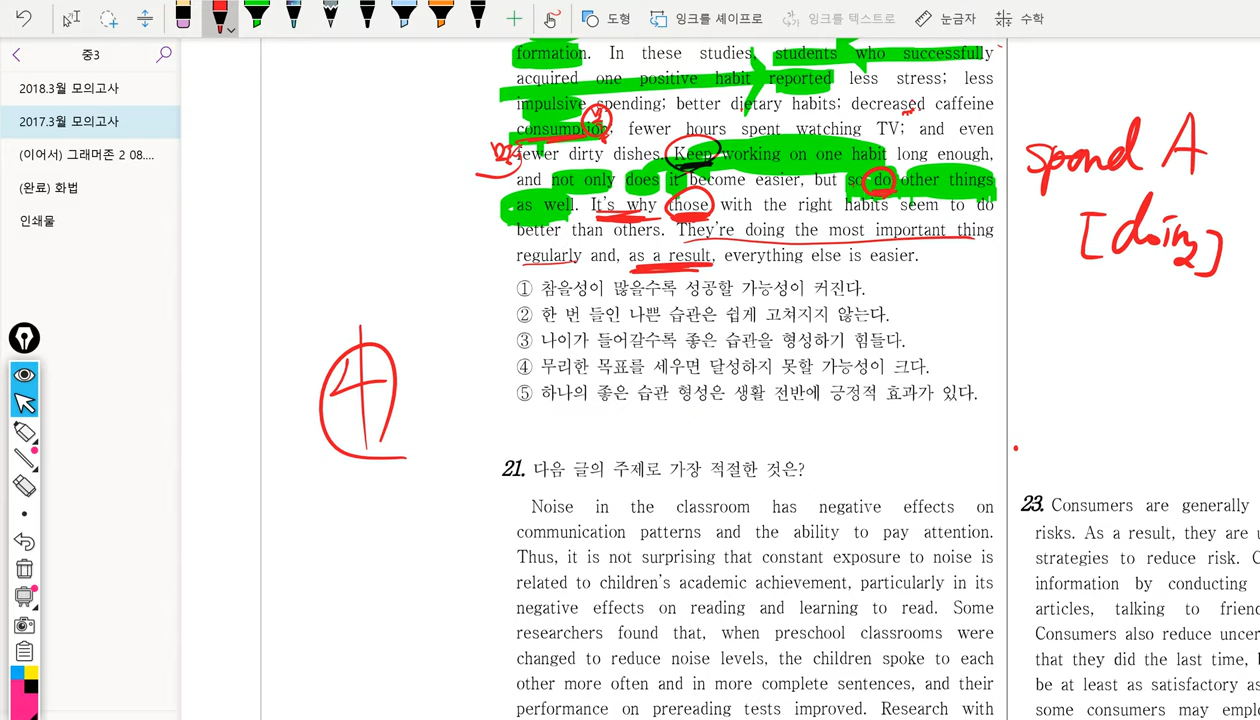 도형
잉크를 셰이프로
잉크를 텍스트로
눈금자
수학
중3
2018.3월 모의고사
2017.3월 모의고사
(이어서) 그래머존 2 08....
(완료) 화법
인쇄물
formation. In these studies, students who successfully
acquired one positive habit reported less stress; less
impulsive spending; better dietary habits; decreased caffeine
consumption; fewer hours spent watching TV; and even
fewer dirty dishes. Keep working on one habit long enough,
and not only does it become easier, but so do other things
as well. It's why those with the right habits seem to do
better than others. They're doing the most important thing
regularly and, as a result, everything else is easier.
① 참을성이 많을수록 성공할 가능성이 커진다.
② 한 번 들인 나쁜 습관은 쉽게 고쳐지지 않는다.
③ 나이가 들어갈수록 좋은 습관을 형성하기 힘들다.
④ 무리한 목표를 세우면 달성하지 못할 가능성이 크다.
⑤ 하나의 좋은 습관 형성은 생활 전반에 긍정적 효과가 있다.
21. 다음 글의 주제로 가장 적절한 것은?
Noise in the classroom has negative effects on
communication patterns and the ability to pay attention.
Thus, it is not surprising that constant exposure to noise is
related to children's academic achievement, particularly in its
negative effects on reading and learning to read. Some
researchers found that, when preschool classrooms were
changed to reduce noise levels, the children spoke to each
other more often and in more complete sentences, and their
performance on prereading tests improved. Research with
spend A
[doing]
23. Consumers are generally
risks. As a result, they are
strategies to reduce risk.
information by conducting
articles, talking to
Consumers also reduce
that they did the last time,
be at least as satisfactory as
some consumers may